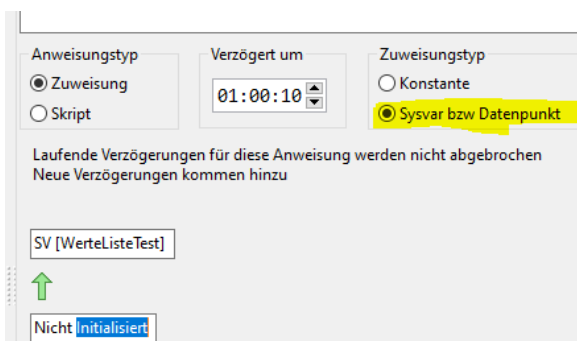 Anweisungstyp
Verzögert um
Zuweisungstyp
Zuweisung
Skript
01:00:10
Konstante
Sysvar bzw Datenpunkt
Laufende Verzögerungen für diese Anweisung werden nicht abgebrochen
Neue Verzögerungen kommen hinzu
SV [WerteListeTest]
Nicht Initialisiert